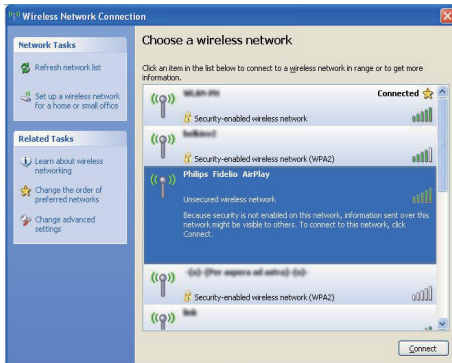 Wireless Network Connection
Network Tasks
Refresh network list
Set up a wireless network
for a home or small office
Related Tasks
Learn about wireless
networking
Change the order of
preferred networks
Change advanced
settings
Choose a wireless network
Click an item in the list below to connect to a wireless network in range or to get more
information.
Connected
Security-enabled wireless network
Security-enabled wireless network (WPA2)
Philips Fidelio AirPlay
Unsecured wireless network
Because security is not enabled on this network, information sent over this
network might be visible to others. To connect to this network, click
Connect.
Security-enabled wireless network (WPA2)
Connect